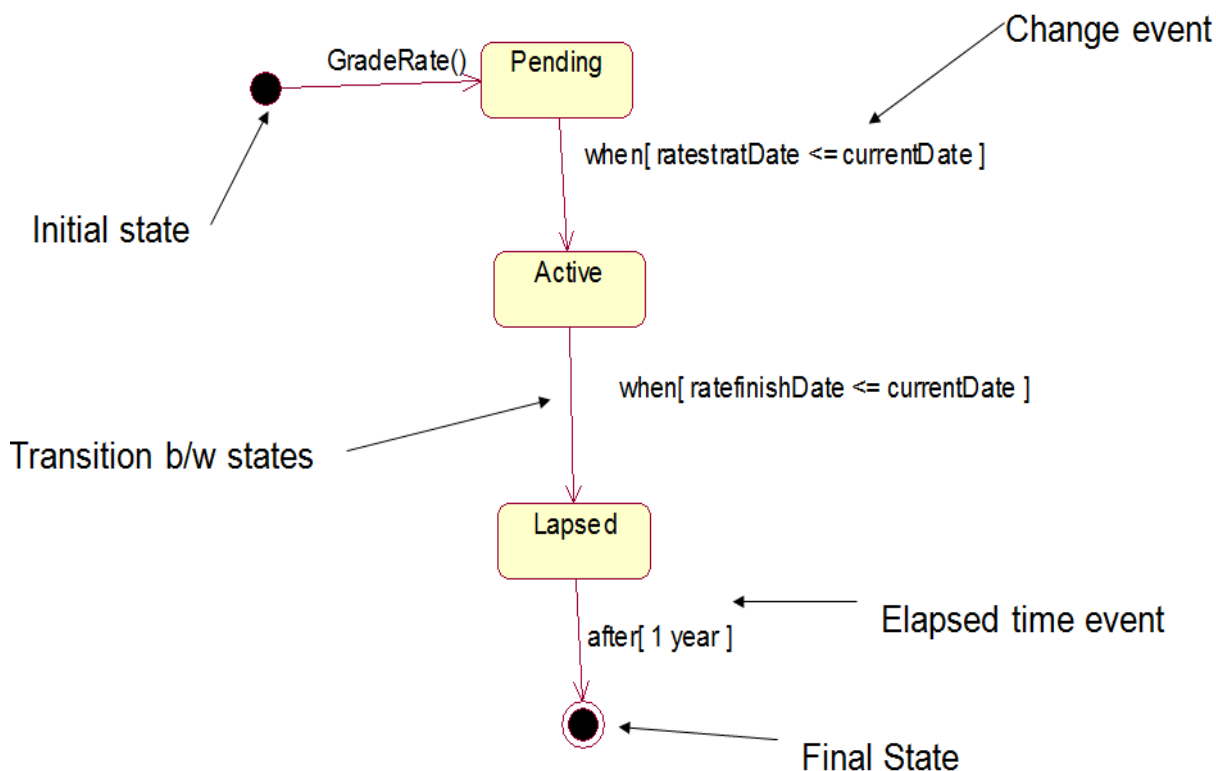 Change event
GradeRate()
Pending
when[ ratestratDate <= currentDate ]
Initial state
Active
when[ ratefinishDate <= currentDate ]
Transition b/w states
Lapsed
Elapsed time event
after[ 1 year ]
Final State